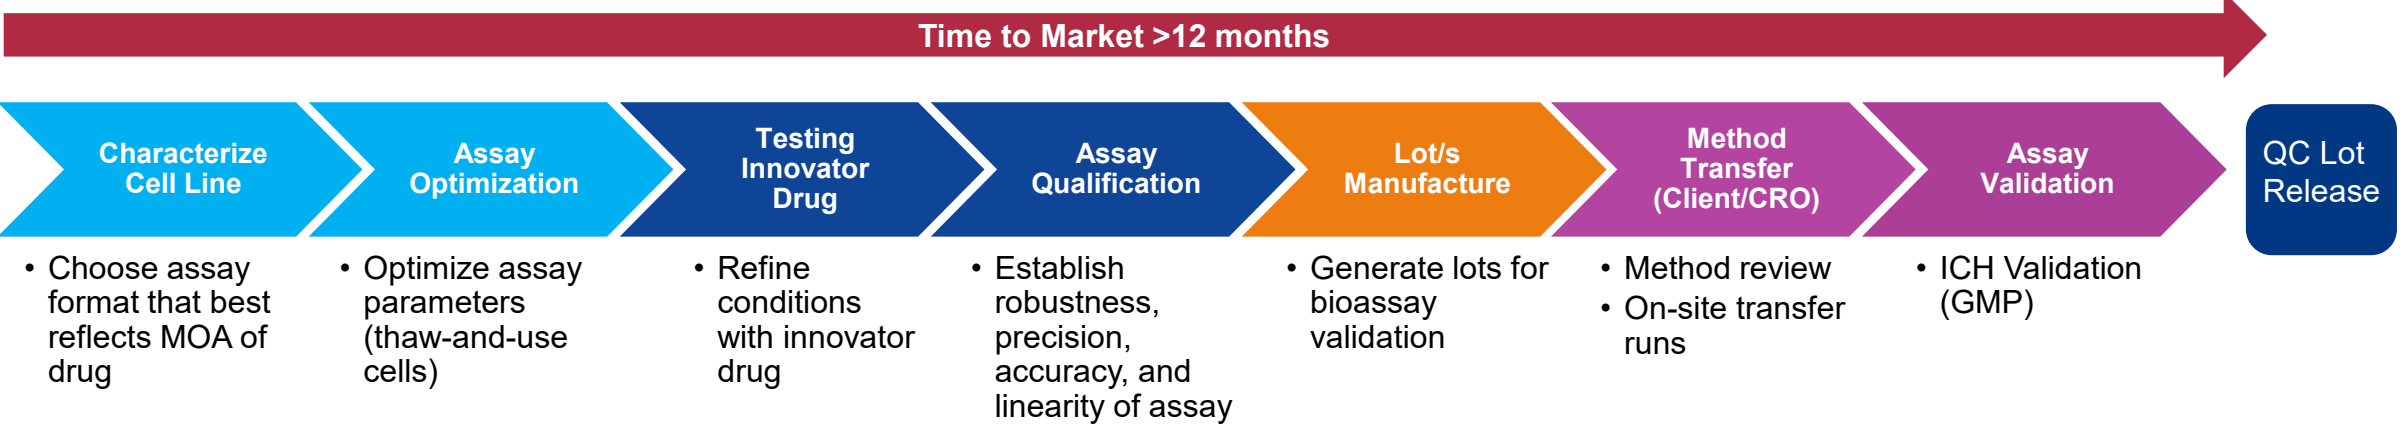 Time to Market >12 months
Characterize
Cell Line
Assay
Optimization
Testing
Innovator
Drug
Assay
Qualification
Lot/s
Manufacture
Method
Transfer
(Client/CRO)
Assay
Validation
QC Lot
Release
• Choose assay
format that best
reflects MOA of
drug
• Optimize assay
parameters
(thaw-and-use
cells)
• Refine
conditions
with innovator
drug
• Establish
robustness,
precision,
accuracy, and
linearity of assay
• Generate lots for
bioassay
validation
• Method review
• On-site transfer
runs
• ICH Validation
(GMP)